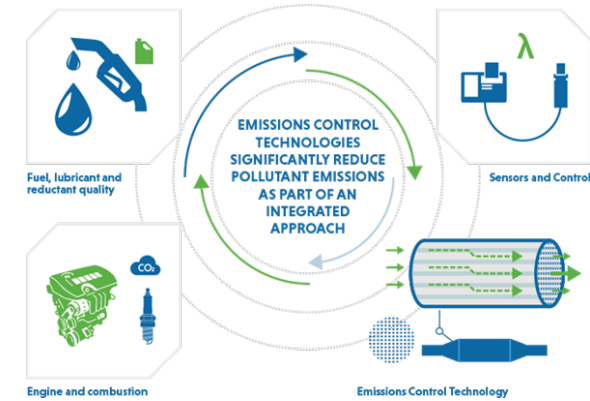 EMISSIONS CONTROL
TECHNOLOGIES
SIGNIFICANTLY REDUCE
POLLUTANT EMISSIONS
AS PART OF AN
INTEGRATED
APPROACH
Fuel, lubricant and
reductant quality
λ
Sensors and Control
CO₂
Engine and combustion
Emissions Control Technology